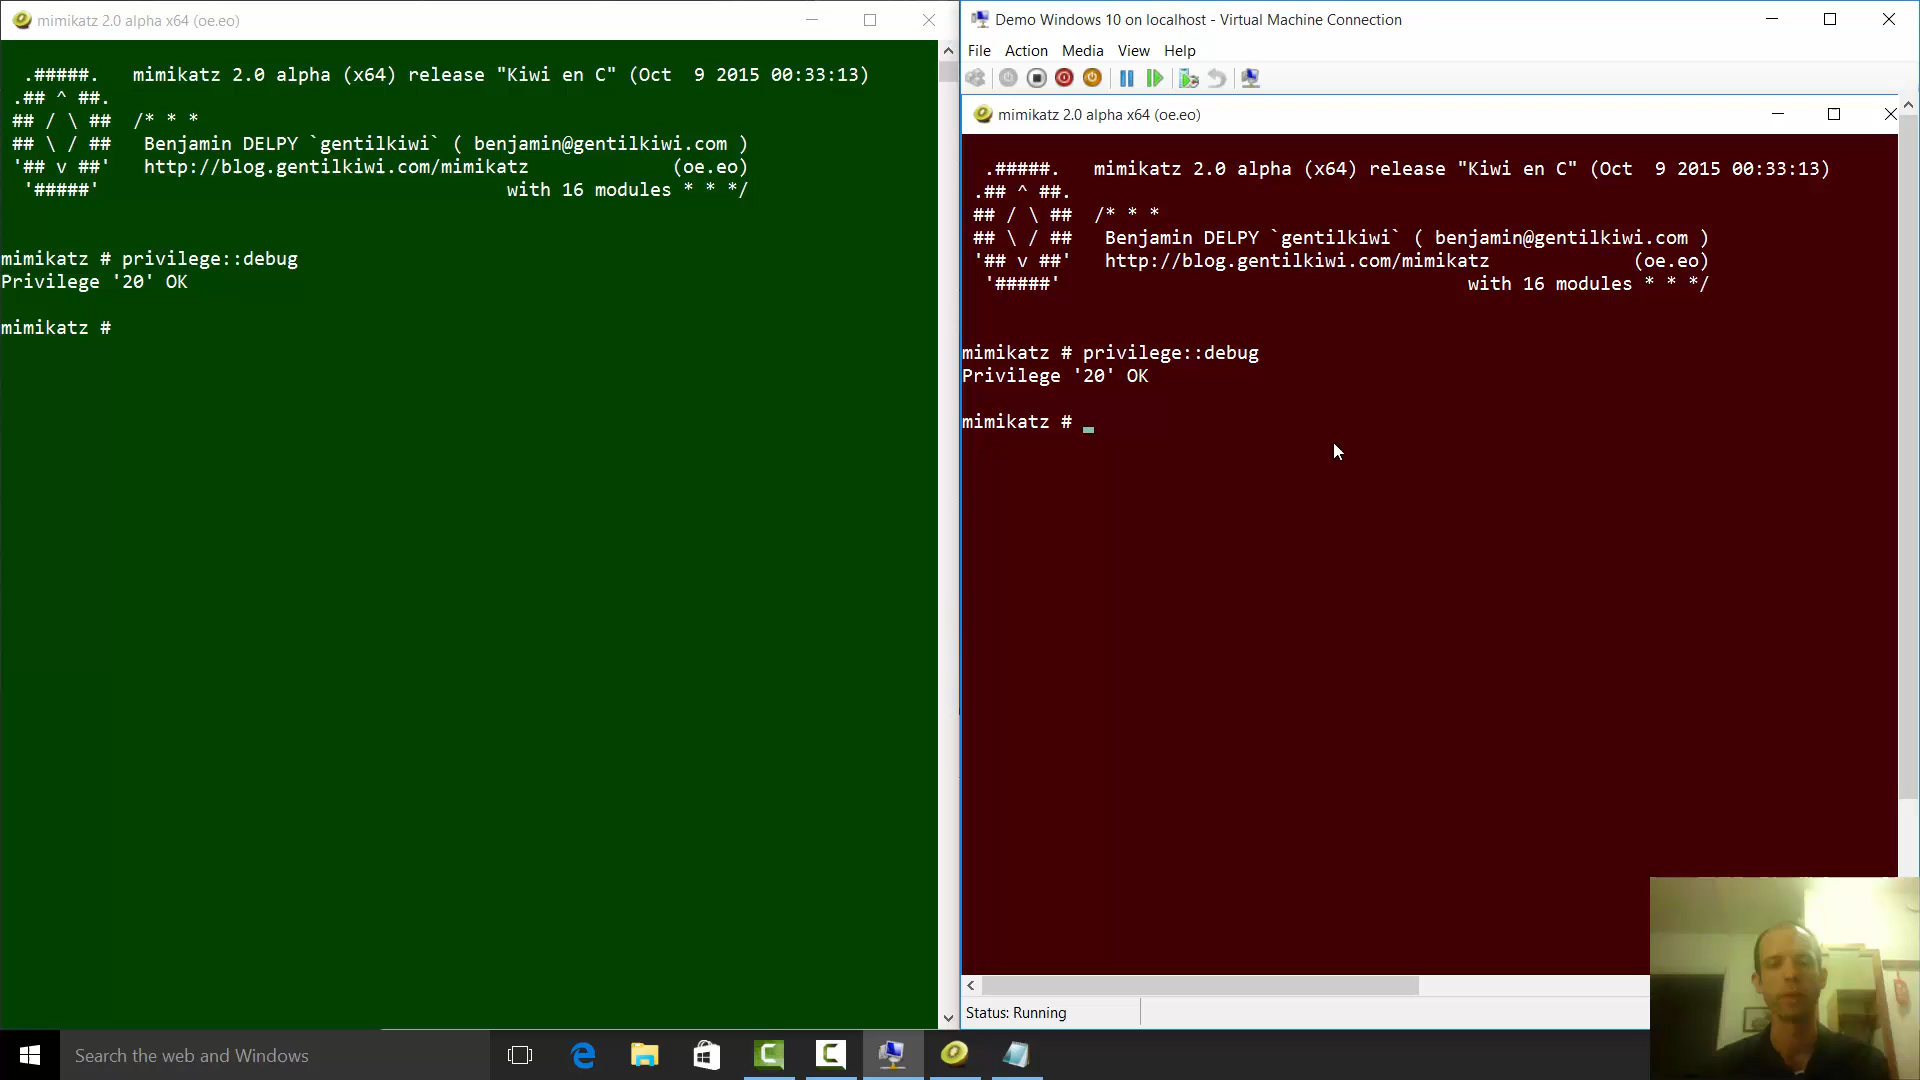 mimikatz 2.0 alpha x64 (oe.eo)
  .#####.   mimikatz 2.0 alpha (x64) release "Kiwi en C" (Oct  9 2015 00:33:13)
 .## ^ ##.
 ## / \ ##  /* * *
 ## \ / ##   Benjamin DELPY `gentilkiwi` ( benjamin@gentilkiwi.com )
 '## v ##'   http://blog.gentilkiwi.com/mimikatz             (oe.eo)
  '#####'                                     with 16 modules * * */
mimikatz # privilege::debug
Privilege '20' OK
mimikatz #
Demo Windows 10 on localhost - Virtual Machine Connection
File Action Media View Help
mimikatz 2.0 alpha x64 (oe.eo)
  .#####.   mimikatz 2.0 alpha (x64) release "Kiwi en C" (Oct  9 2015 00:33:13)
 .## ^ ##.
 ## / \ ##  /* * *
 ## \ / ##   Benjamin DELPY `gentilkiwi` ( benjamin@gentilkiwi.com )
 '## v ##'   http://blog.gentilkiwi.com/mimikatz             (oe.eo)
  '#####'                                     with 16 modules * * */
mimikatz # privilege::debug
Privilege '20' OK
mimikatz # _
Status: Running
Search the web and Windows